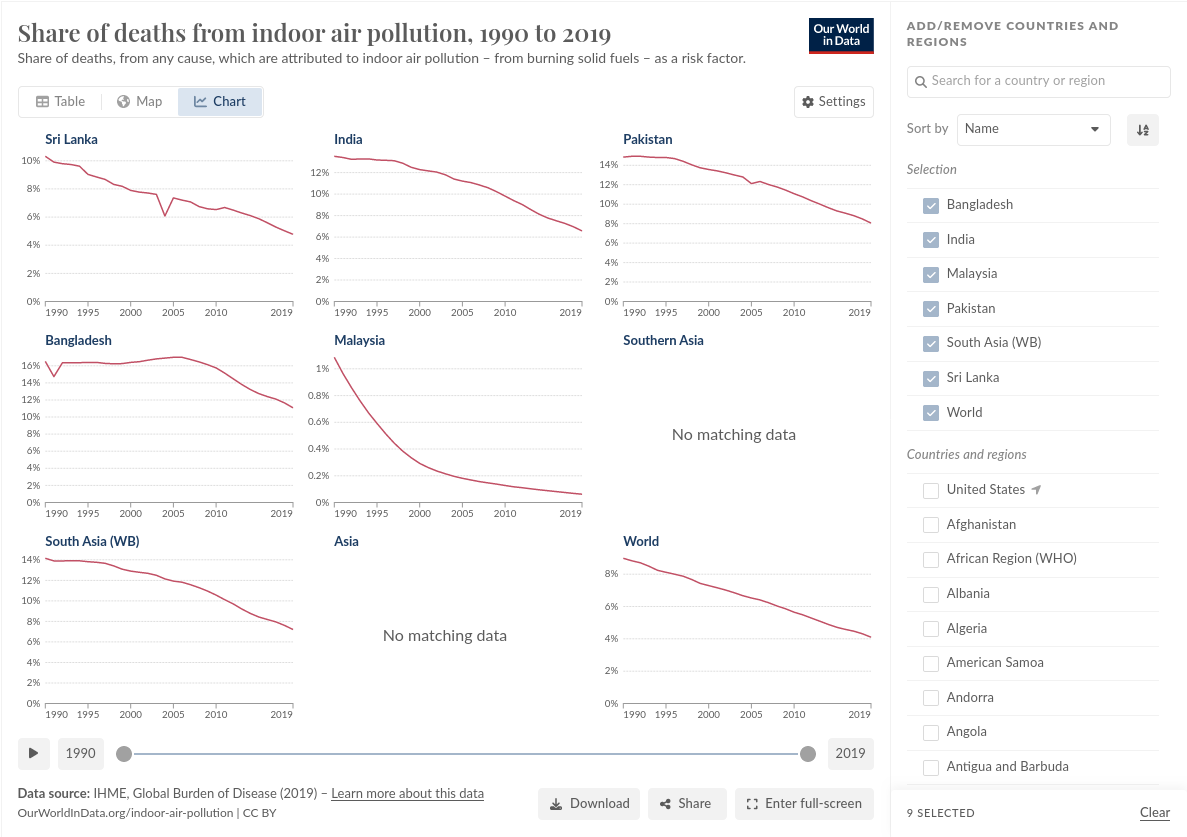 Share of deaths from indoor air pollution, 1990 to 2019
Share of deaths, from any cause, which are attributed to indoor air pollution – from burning solid fuels – as a risk factor.
Our World
in Data
Table
Map
Chart
Settings
Sri Lanka
10%
8%
6%
4%
2%
0%
1990 1995 2000 2005 2010 2019
India
12%
10%
8%
6%
4%
2%
0%
1990 1995 2000 2005 2010 2019
Pakistan
14%
12%
10%
8%
6%
4%
2%
0%
1990 1995 2000 2005 2010 2019
Bangladesh
16%
14%
12%
10%
8%
6%
4%
2%
0%
1990 1995 2000 2005 2010 2019
Malaysia
1%
0.8%
0.6%
0.4%
0.2%
0%
1990 1995 2000 2005 2010 2019
Southern Asia
No matching data
South Asia (WB)
14%
12%
10%
8%
6%
4%
2%
0%
1990 1995 2000 2005 2010 2019
Asia
No matching data
World
8%
6%
4%
2%
0%
1990 1995 2000 2005 2010 2019
1990
2019
Data source: IHME, Global Burden of Disease (2019) – Learn more about this data
OurWorldInData.org/indoor-air-pollution | CC BY
Download
Share
Enter full-screen
ADD/REMOVE COUNTRIES AND
REGIONS
Search for a country or region
Sort by Name
Selection
Bangladesh
India
Malaysia
Pakistan
South Asia (WB)
Sri Lanka
World
Countries and regions
United States
Afghanistan
African Region (WHO)
Albania
Algeria
American Samoa
Andorra
Angola
Antigua and Barbuda
9 SELECTED
Clear